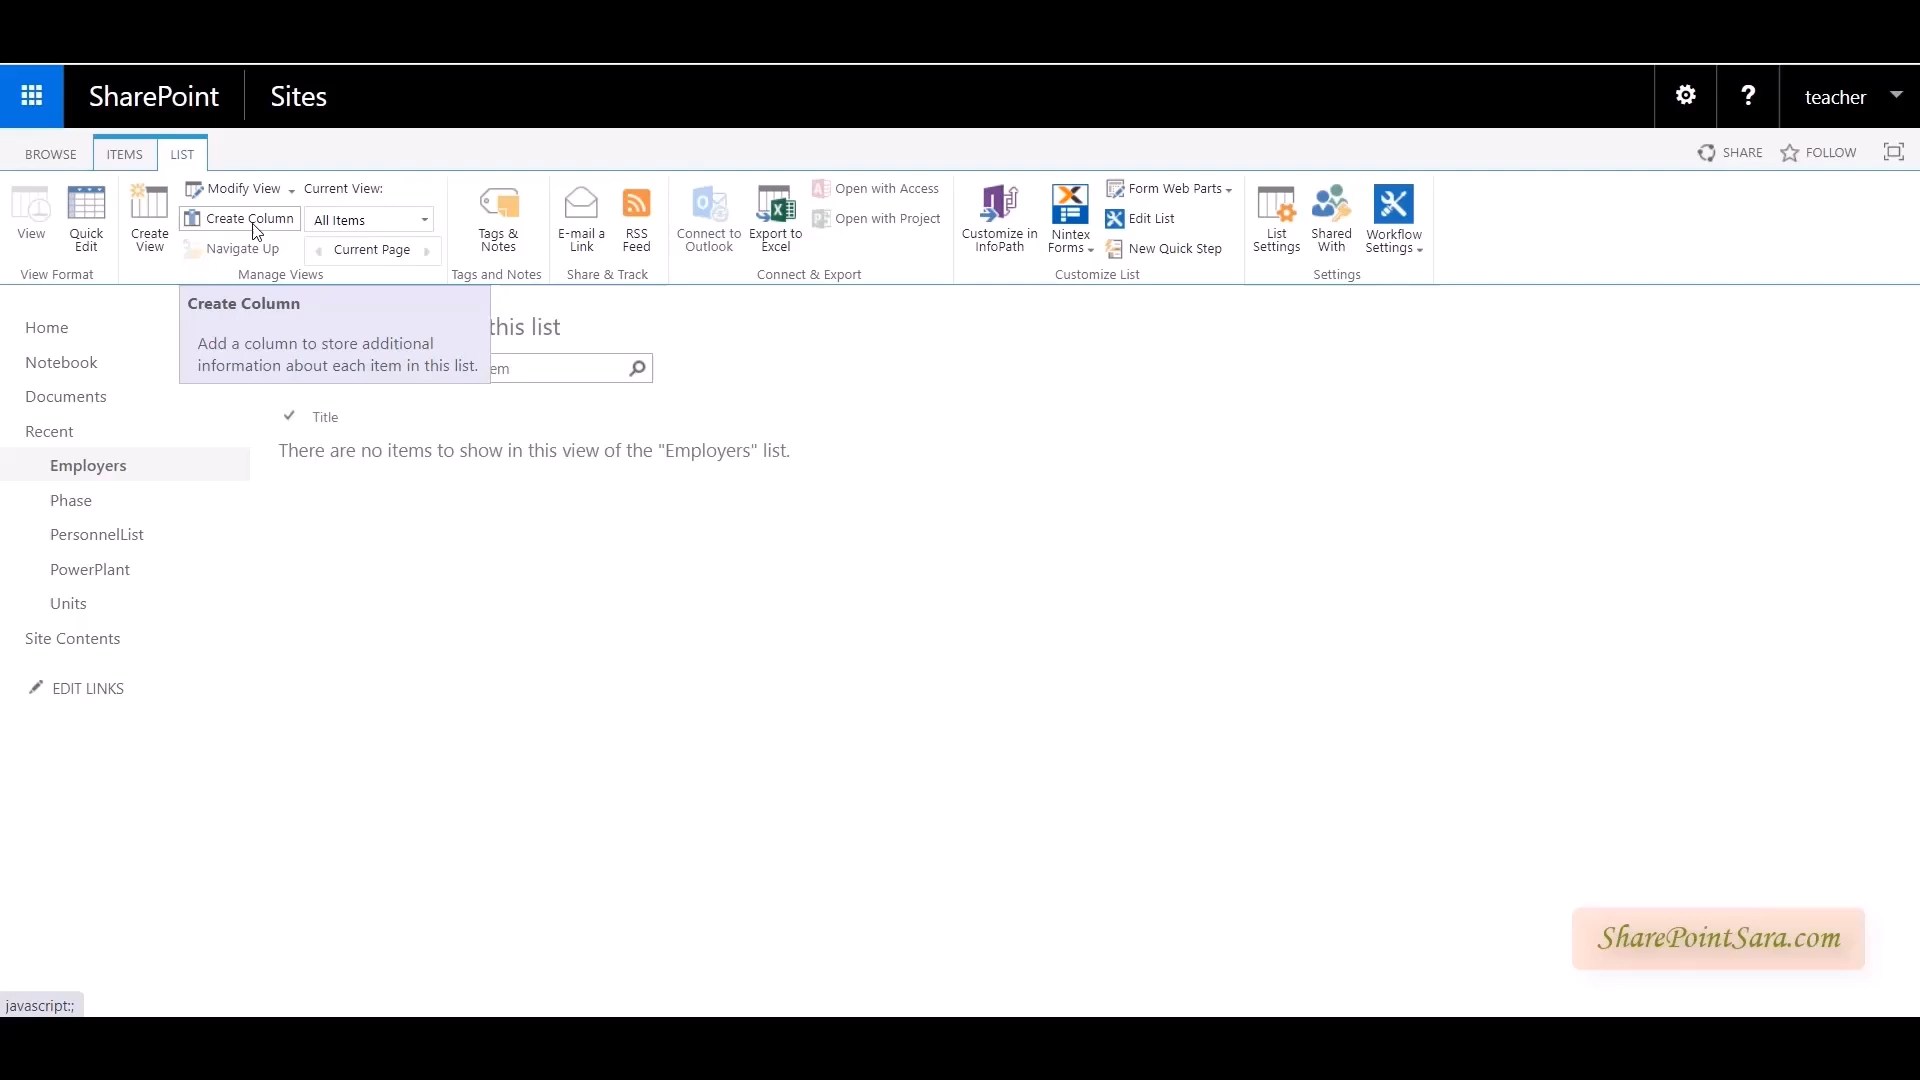 SharePoint
Sites
?
teacher
BROWSE
ITEMS
LIST
SHARE
FOLLOW
View
Quick
Edit
View Format
Create
View
Modify View
Create Column
Navigate Up
Current View:
All Items
Current Page
Manage Views
Tags &
Notes
Tags and Notes
E-mail a
Link
RSS
Feed
Share & Track
Connect to
Outlook
Export to
Excel
Open with Access
Open with Project
Connect & Export
Customize in
InfoPath
Nintex
Forms
Form Web Parts
Edit List
New Quick Step
Customize List
List
Settings
Shared
With
Workflow
Settings
Settings
Create Column
Add a column to store additional
information about each item in this list.
this list
Title
There are no items to show in this view of the "Employers" list.
Home
Notebook
Documents
Recent
Employers
Phase
PersonnelList
PowerPlant
Units
Site Contents
EDIT LINKS
SharePointSara.com
javascript:;